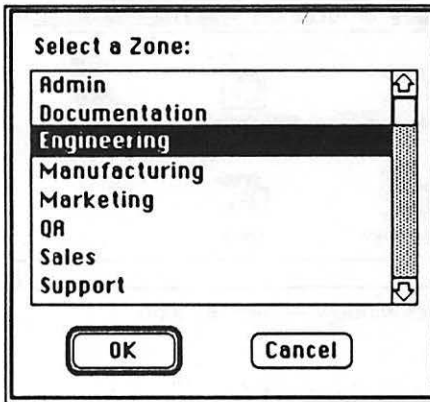 Select a Zone:
Admin
Documentation
Engineering
Manufacturing
Marketing
QA
Sales
Support
OK
Cancel